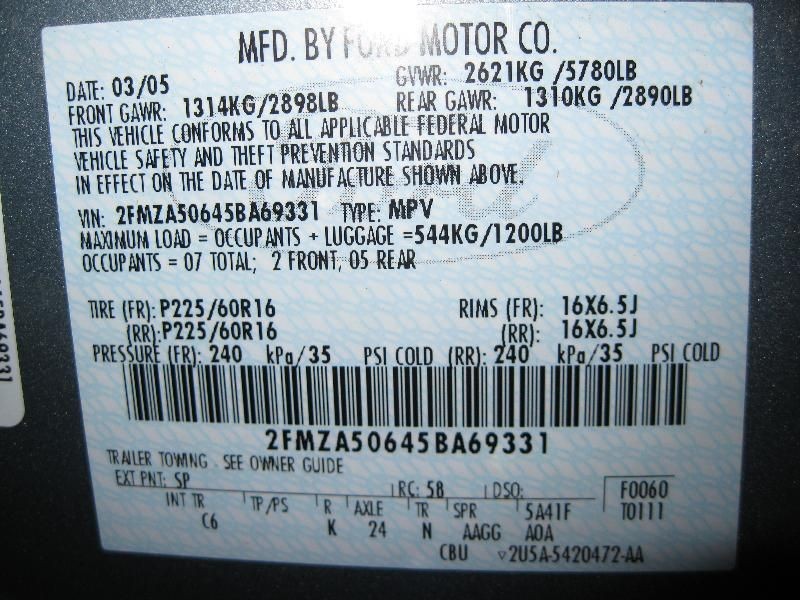 MFD. BY FORD MOTOR CO.
DATE: 03/05 GVWR: 2621KG /5780LB
FRONT GAWR: 1314KG/2898LB REAR GAWR: 1310KG /2890LB
THIS VEHICLE CONFORMS TO ALL APPLICABLE FEDERAL MOTOR
VEHICLE SAFETY AND THEFT PREVENTION STANDARDS
IN EFFECT ON THE DATE OF MANUFACTURE SHOWN ABOVE.
VIN: 2FMZA50645BA69331 TYPE: MPV
MAXIMUM LOAD = OCCUPANTS + LUGGAGE =544KG/1200LB
OCCUPANTS = 07 TOTAL; 2 FRONT, 05 REAR
TIRE (FR): P225/60R16 RIMS (FR): 16X6.5J
(RR): P225/60R16 (RR): 16X6.5J
PRESSURE (FR): 240 kPa/35 PSI COLD (RR): 240 kPa/35 PSI COLD
2FMZA50645BA69331
TRAILER TOWING - SEE OWNER GUIDE
EXT PNT: SP RC: 58 DSO: F0060
INT TR TP/PS R AXLE TR SPR 5A41F T0111
C6 K 24 N AAGG AOA
CBU ▽2U5A-5420472-AA